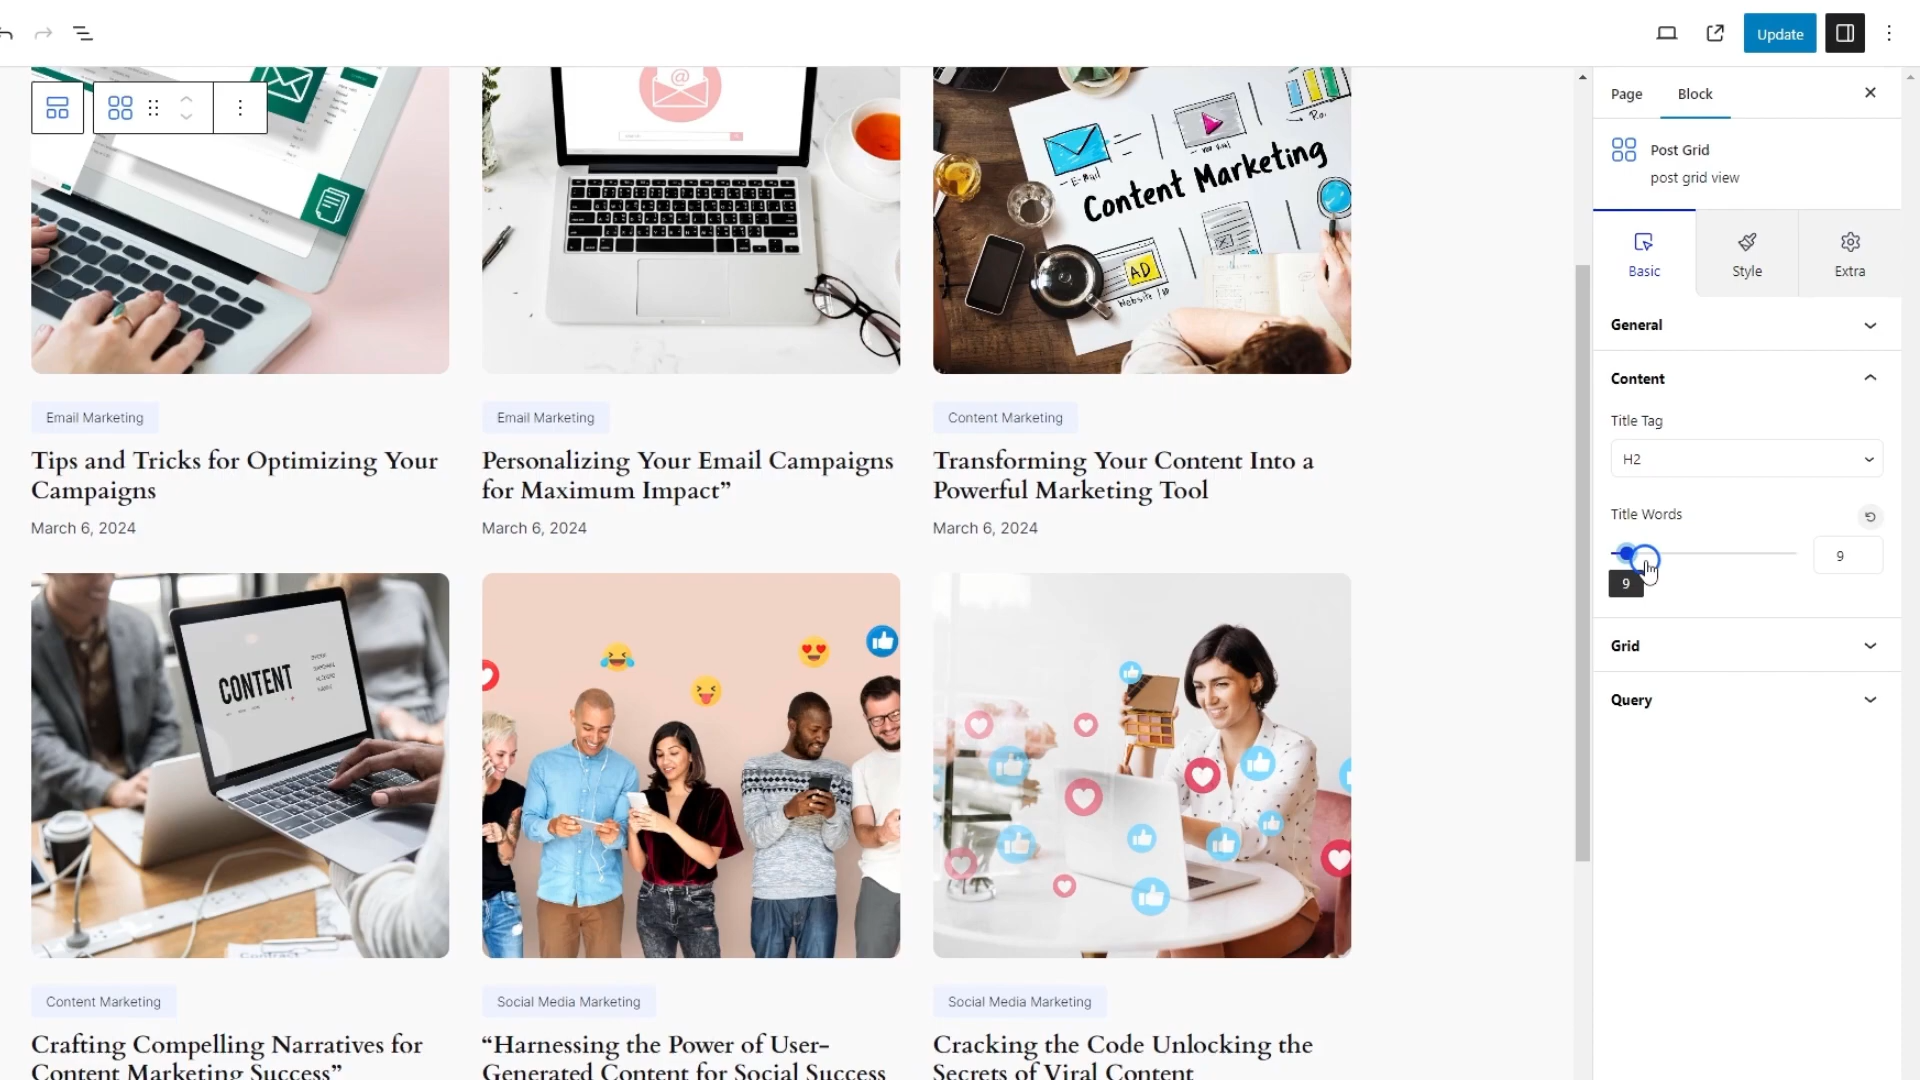 Update
Page
Block
Post Grid
post grid view
Basic
Style
Extra
General
Content
Title Tag
H2
Title Words
9
9
Grid
Query
@
E-Mail
Content Marketing
AD
Website
Email Marketing
Tips and Tricks for Optimizing Your
Campaigns
March 6, 2024
Email Marketing
Personalizing Your Email Campaigns
for Maximum Impact”
March 6, 2024
Content Marketing
Transforming Your Content Into a
Powerful Marketing Tool
March 6, 2024
CONTENT
Content Marketing
Crafting Compelling Narratives for
Content Marketing Success”
Social Media Marketing
“Harnessing the Power of User-
Generated Content for Social Success
Social Media Marketing
Cracking the Code Unlocking the
Secrets of Viral Content